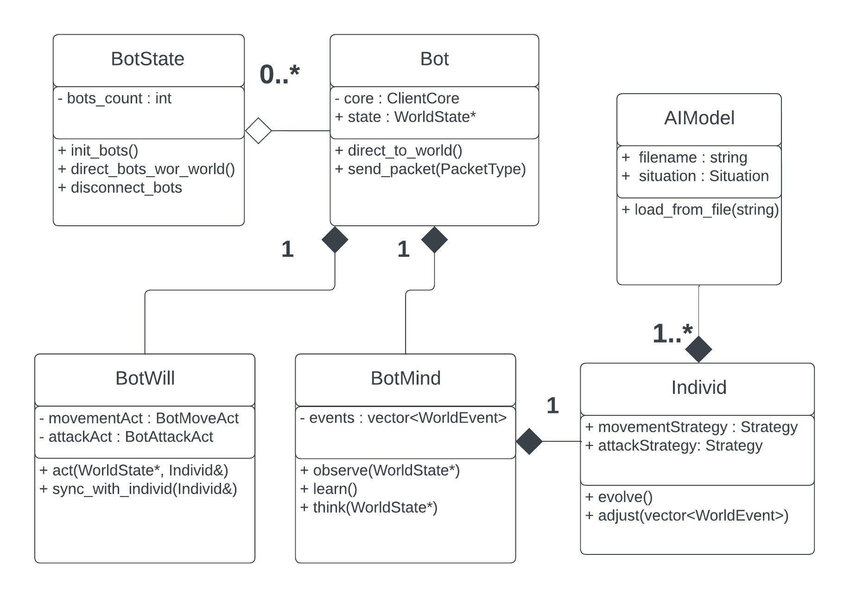 BotState
- bots_count : int
+ init_bots()
+ direct_bots_wor_world()
+ disconnect_bots
0..*
Bot
- core : ClientCore
+ state : WorldState*
+ direct_to_world()
+ send_packet(PacketType)
AIModel
+ filename : string
+ situation : Situation
+ load_from_file(string)
1
1
1..*
BotWill
- movementAct : BotMoveAct
- attackAct : BotAttackAct
+ act(WorldState*, Individ&)
+ sync_with_individ(Individ&)
BotMind
- events : vector<WorldEvent>
+ observe(WorldState*)
+ learn()
+ think(WorldState*)
1
Individ
+ movementStrategy : Strategy
+ attackStrategy: Strategy
+ evolve()
+ adjust(vector<WorldEvent>)